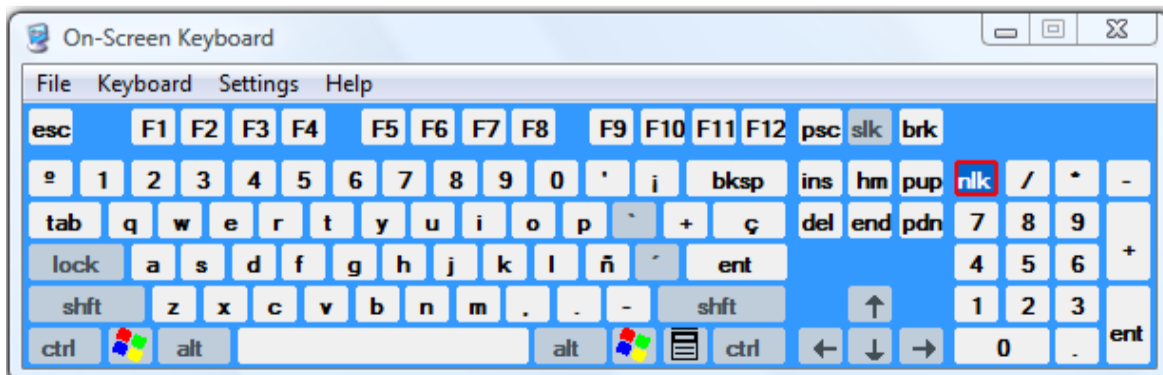 On-Screen Keyboard
File Keyboard Settings Help
esc F1 F2 F3 F4 F5 F6 F7 F8 F9 F10 F11 F12 psc slk brk
º 1 2 3 4 5 6 7 8 9 0 ' ¡ bksp ins hm pup nlk / * -
tab q w e r t y u i o p ` + ç del end pdn 7 8 9
lock a s d f g h j k l ñ ´ ent 4 5 6 +
shft z x c v b n m , . - shft ↑ 1 2 3
ctrl alt alt ctrl ← ↓ → 0 . ent